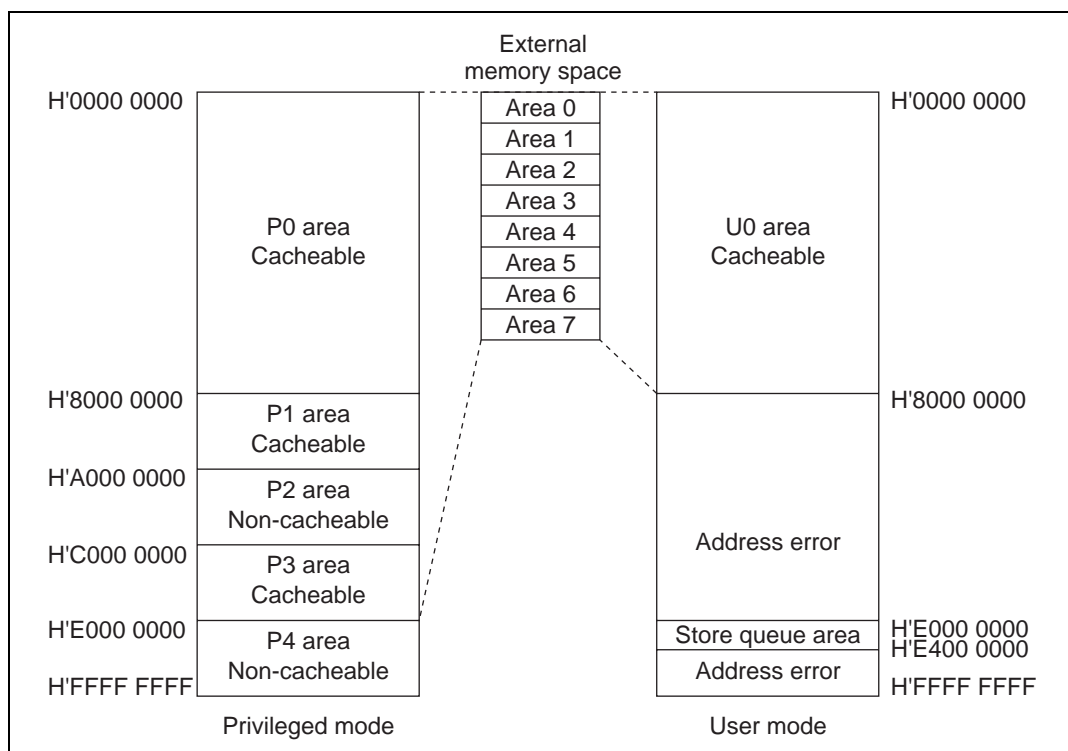 External
memory space
H'0000 0000
P0 area
Cacheable
H'8000 0000
P1 area
Cacheable
H'A000 0000
P2 area
Non-cacheable
H'C000 0000
P3 area
Cacheable
H'E000 0000
P4 area
Non-cacheable
H'FFFF FFFF
Privileged mode
Area 0
Area 1
Area 2
Area 3
Area 4
Area 5
Area 6
Area 7
H'0000 0000
U0 area
Cacheable
H'8000 0000
Address error
Store queue area
H'E000 0000
H'E400 0000
Address error
H'FFFF FFFF
User mode